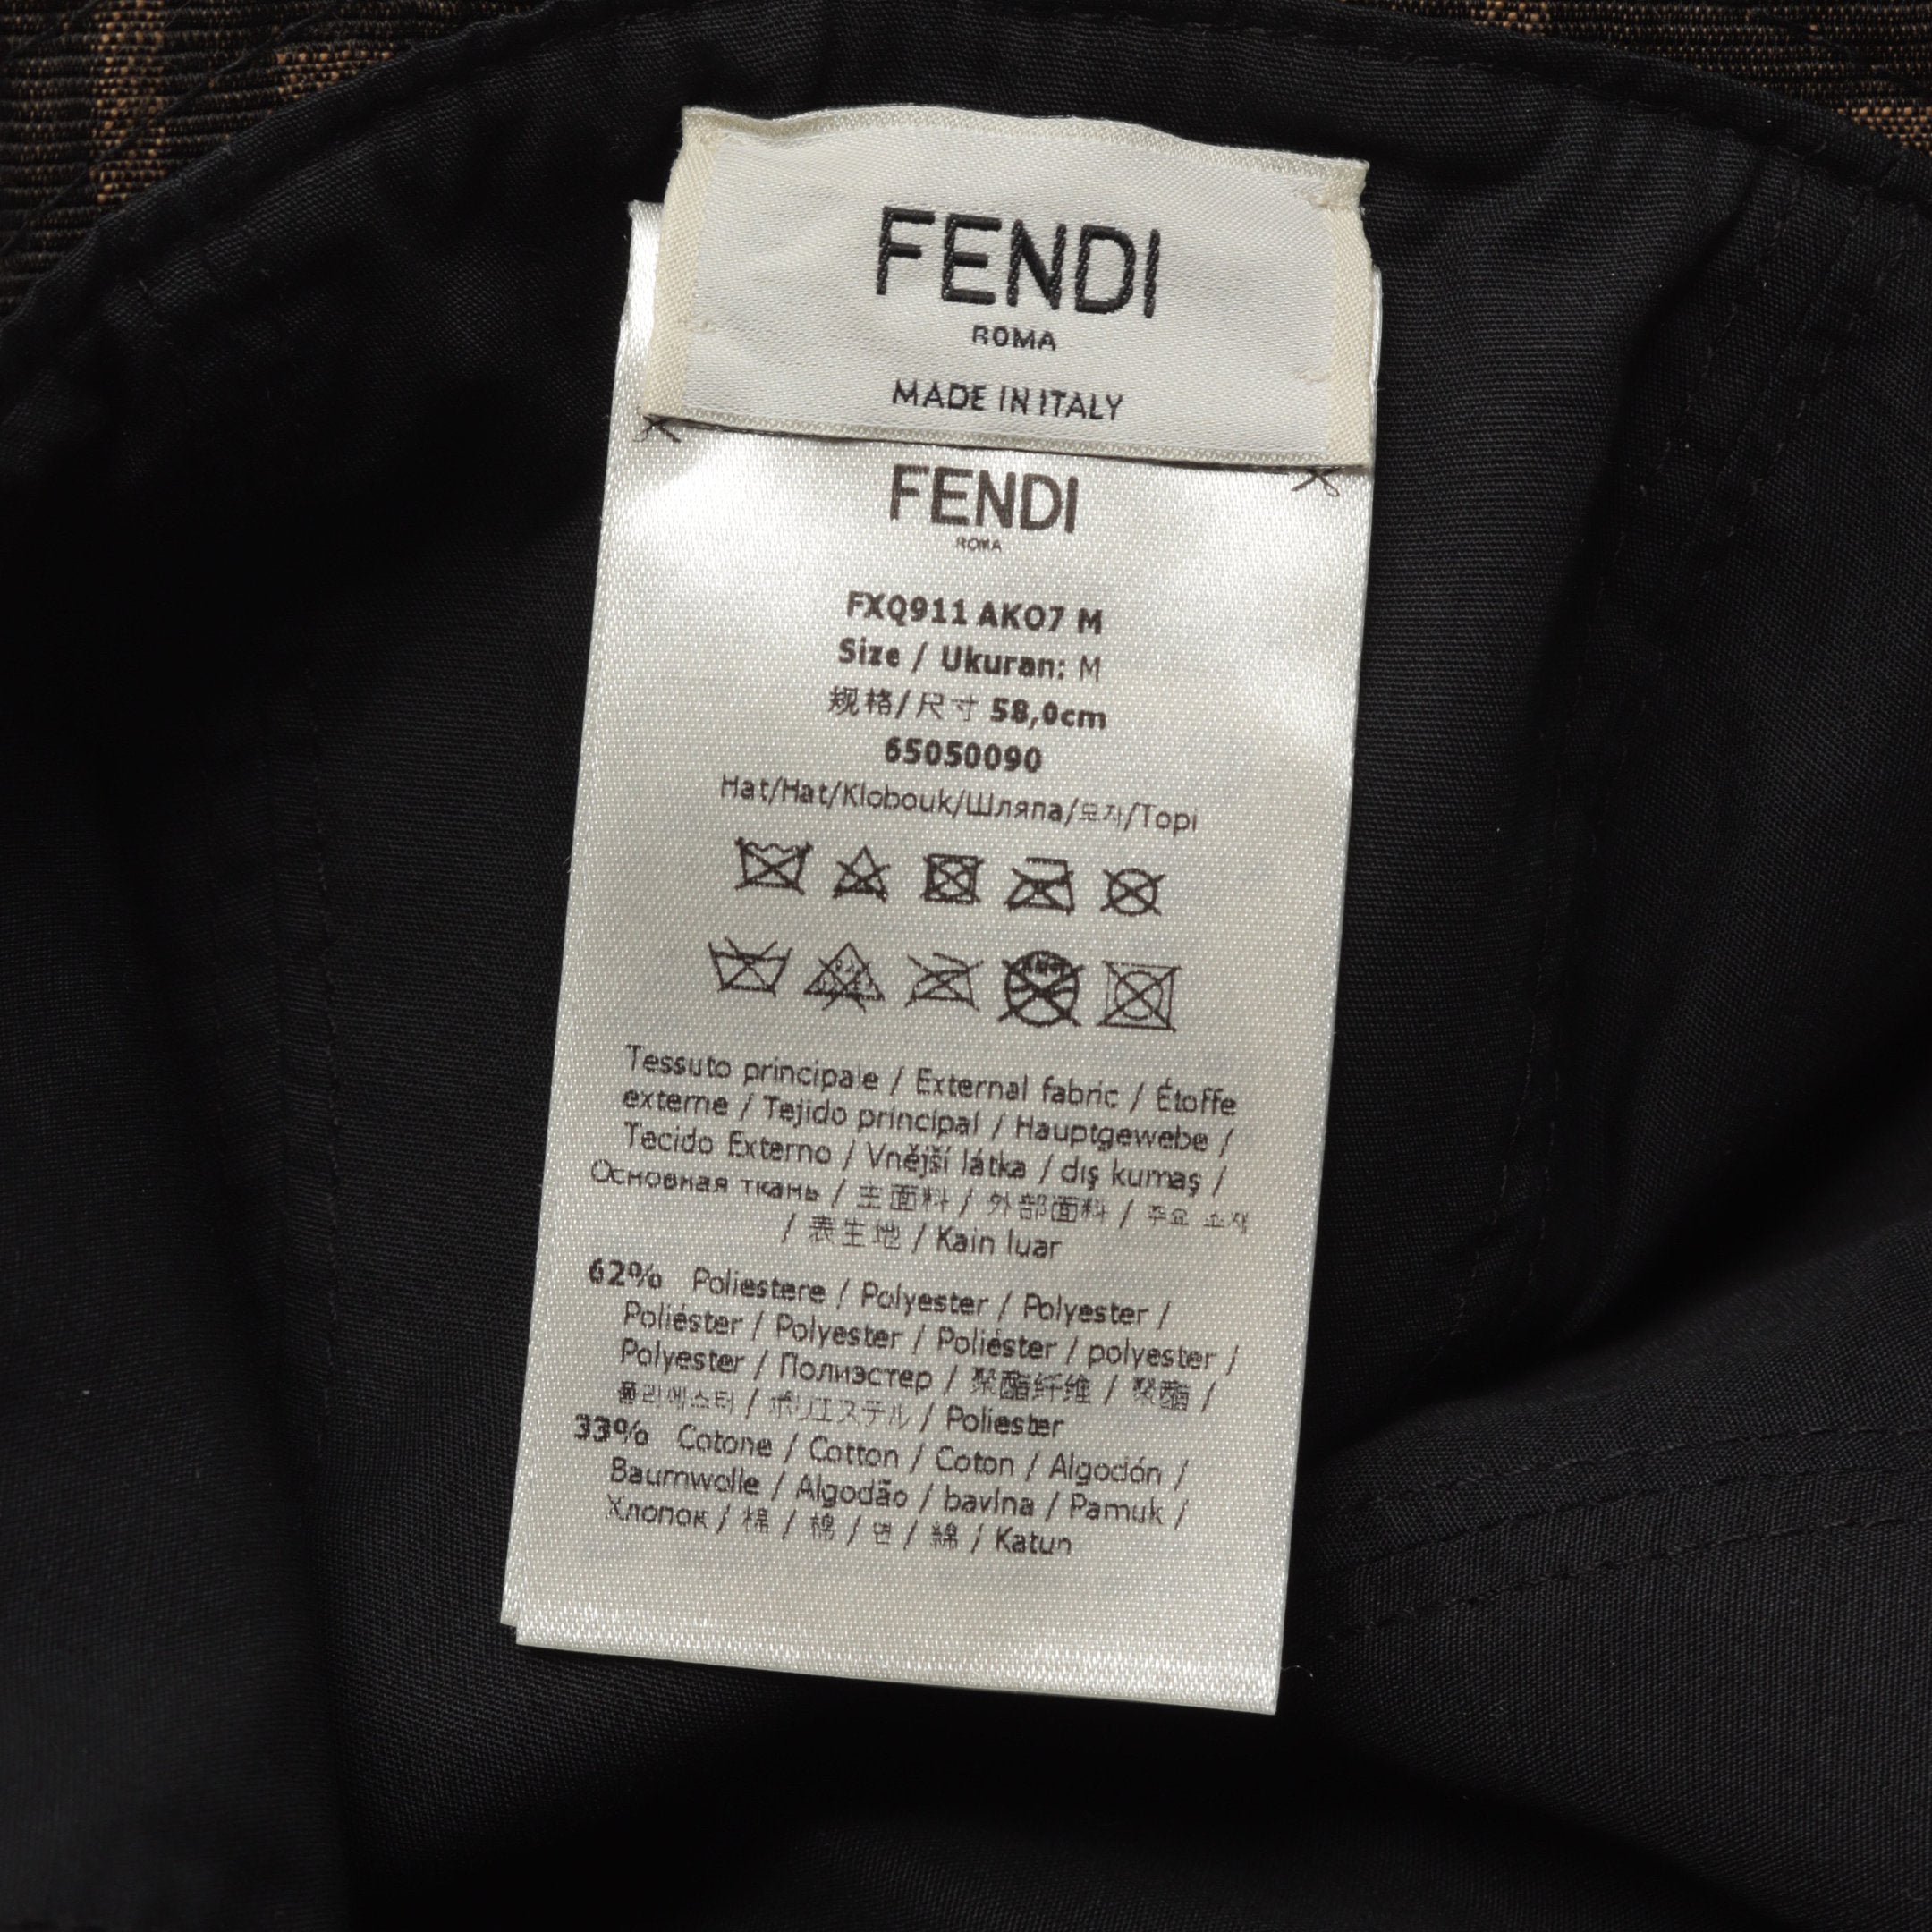 FENDI
ROMA
MADE IN ITALY
FENDI
ROMA
FXQ911 AKO7 M
Size / Ukuran: M
规格/尺寸 58,0cm
65050090
Hat/Hat/Klobouk/Шляпа/모자/Topi
Tessuto principale / External fabric / Étoffe
externe / Tejido principal / Hauptgewebe /
Tecido Externo / Vnější látka / dış kumaş /
Основная ткань / 主面料 / 外部面料 / 주요 소재
/ 表生地 / Kain luar
62% Poliestere / Polyester / Polyester /
Poliéster / Polyester / Poliéster / polyester /
Polyester / Полиэстер / 聚酯纤维 / 聚酯 /
폴리에스터 / ポリエステル / Poliester
33% Cotone / Cotton / Coton / Algodón /
Baumwolle / Algodão / bavlna / Pamuk /
Хлопок / 棉 / 棉 / 면 / 綿 / Katun